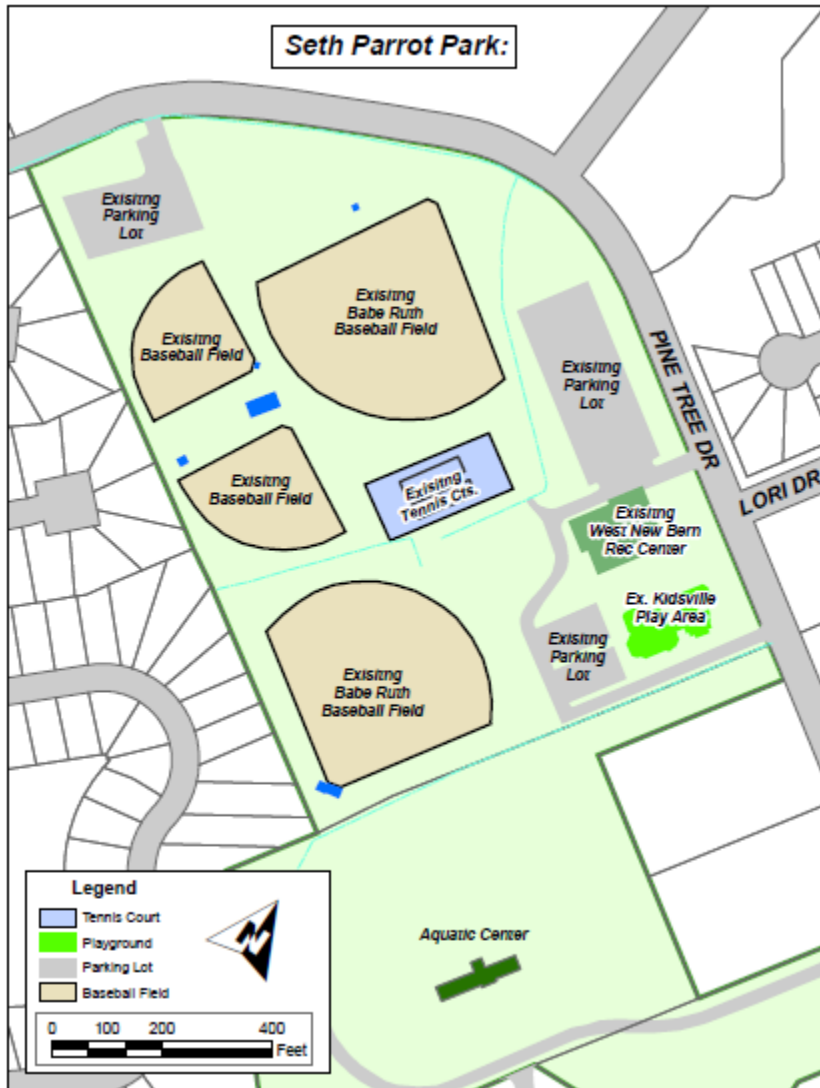 Seth Parrot Park:
Exisitng
Parking
Lot
Exisitng
Babe Ruth
Baseball Field
Exisitng
Baseball Field
Exisitng
Parking
Lot
PINE TREE DR
Exisitng
Baseball Field
Exisitng
Tennis Cts.
LORI DR
Exisitng
West New Bern
Rec Center
Ex. Kidsville
Play Area
Exisitng
Parking
Lot
Exisitng
Babe Ruth
Baseball Field
Aquatic Center
Legend
Tennis Court
Playground
Parking Lot
Baseball Field
N
0 100 200 400
Feet